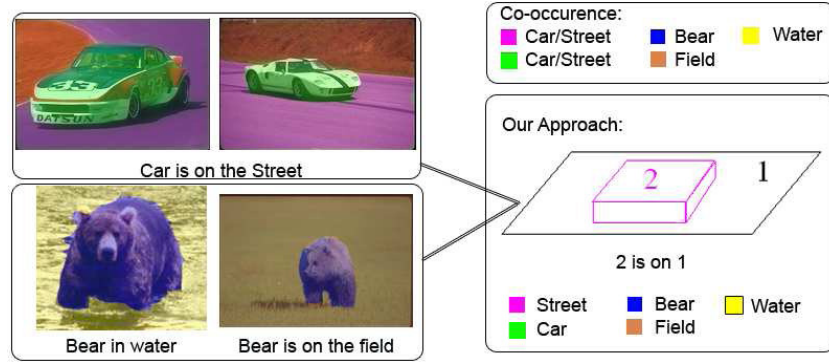 33
DATSUN
Car is on the Street
Bear in water
Bear is on the field
Co-occurence:
Car/Street
Bear
Water
Car/Street
Field
Our Approach:
2
1
2 is on 1
Street
Bear
Water
Car
Field